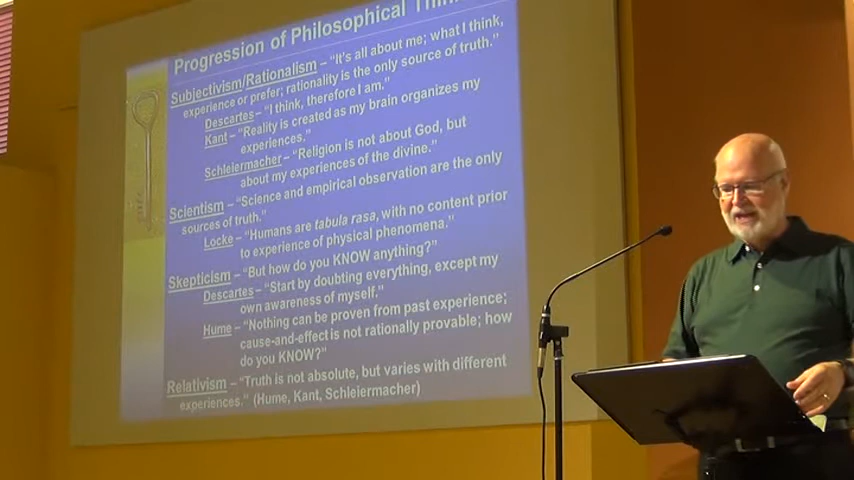 Progression of Philosophical
Subjectivism/Rationalism – "It's all about me; what I think,
experience or prefer; rationality is the only source of truth."
Descartes – "I think, therefore I am."
Kant – "Reality is created as my brain organizes my
experiences."
Schleiermacher – "Religion is not about God, but
about my experiences of the divine."
Scientism – "Science and empirical observation are the only
sources of truth."
Locke – "Humans are tabula rasa, with no content prior
to experience of physical phenomena."
Skepticism – "But how do you KNOW anything?"
Descartes – "Start by doubting everything, except my
own awareness of myself."
Hume – "Nothing can be proven from past experience;
cause-and-effect is not rationally provable; how
do you KNOW?"
Relativism – "Truth is not absolute, but varies with different
experiences." (Hume, Kant, Schleiermacher)